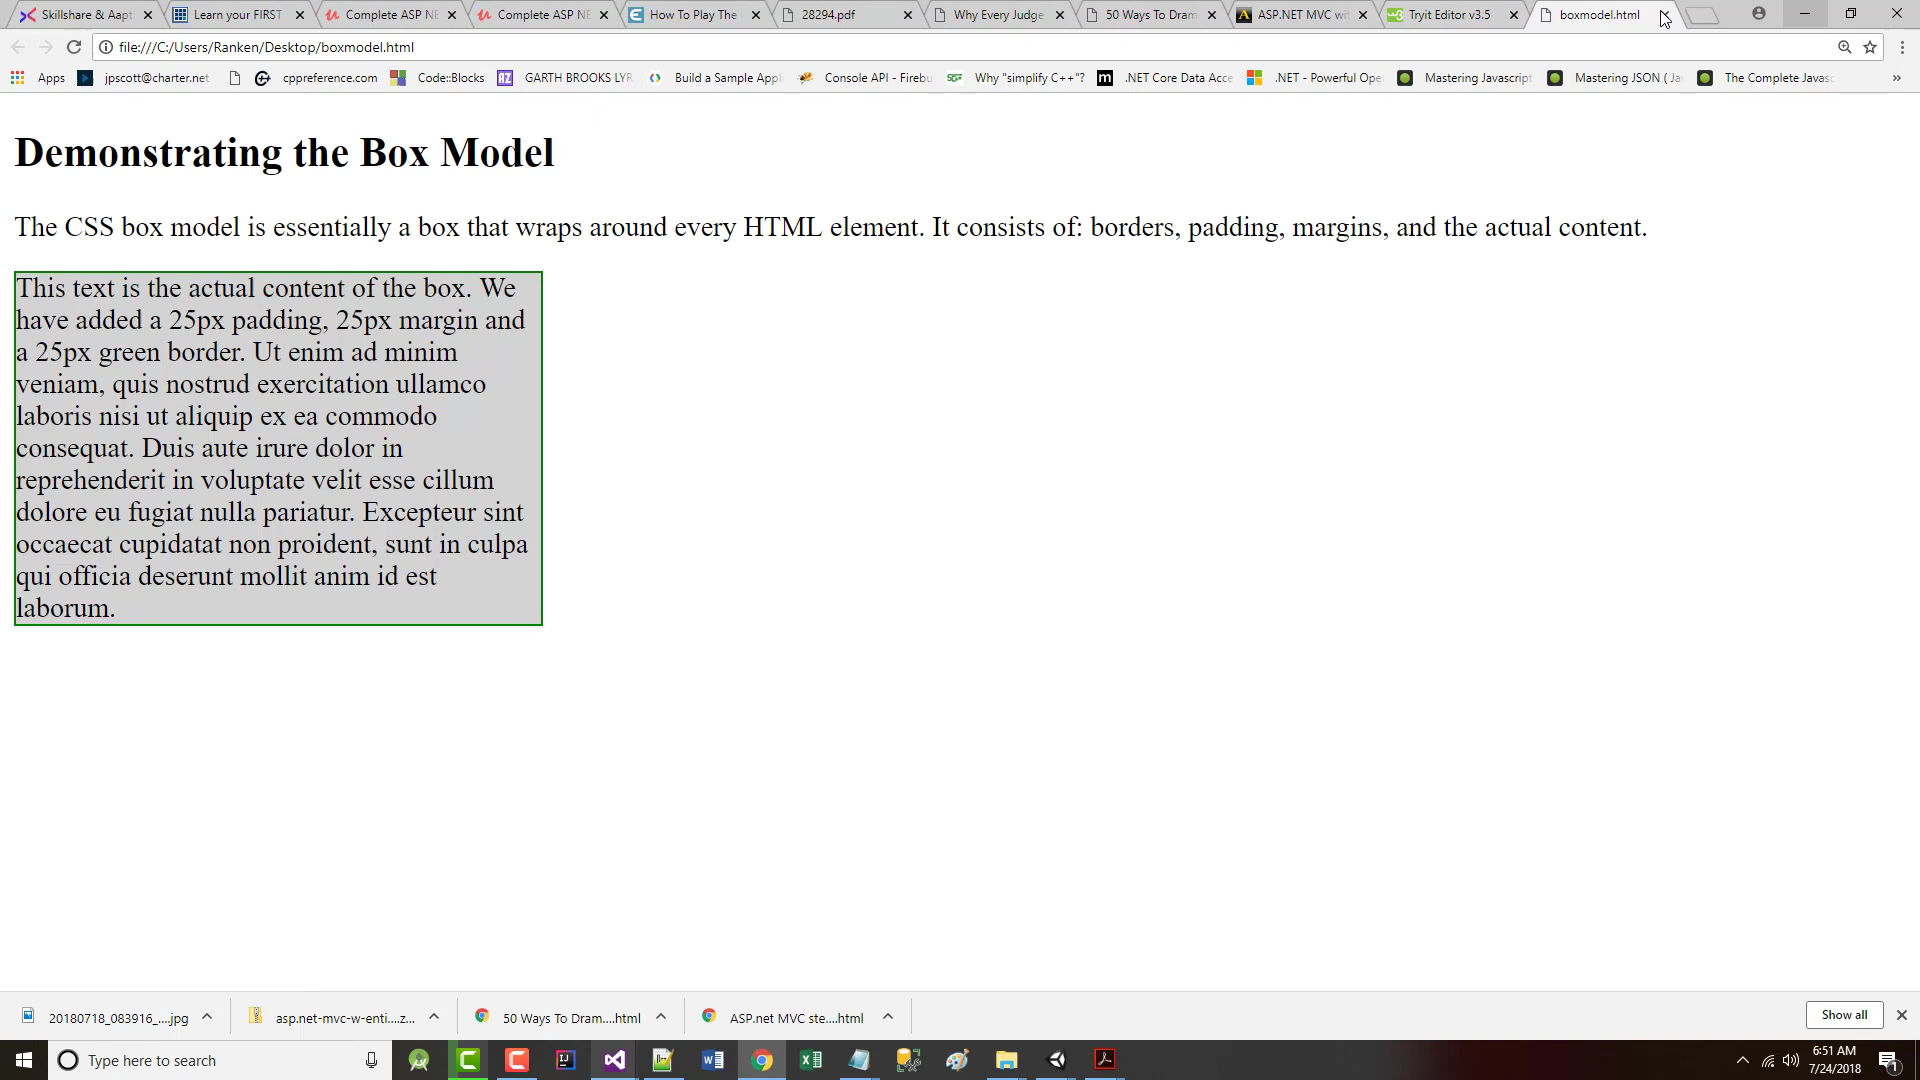 Skillshare & Aapt
Learn your FIRST
Complete ASP NE
Complete ASP NE
How To Play The
28294.pdf
Why Every Judge
50 Ways To Dram
ASP.NET MVC wit
Tryit Editor v3.5
boxmodel.html
file:///C:/Users/Ranken/Desktop/boxmodel.html
Apps
jpscott@charter.net
cppreference.com
Code::Blocks
GARTH BROOKS LYR
Build a Sample Appl
Console API - Firebu
Why "simplify C++"?
.NET Core Data Acce
.NET - Powerful Ope
Mastering Javascript
Mastering JSON ( Ja
The Complete Javasc
»
Demonstrating the Box Model
The CSS box model is essentially a box that wraps around every HTML element. It consists of: borders, padding, margins, and the actual content.
This text is the actual content of the box. We
have added a 25px padding, 25px margin and
a 25px green border. Ut enim ad minim
veniam, quis nostrud exercitation ullamco
laboris nisi ut aliquip ex ea commodo
consequat. Duis aute irure dolor in
reprehenderit in voluptate velit esse cillum
dolore eu fugiat nulla pariatur. Excepteur sint
occaecat cupidatat non proident, sunt in culpa
qui officia deserunt mollit anim id est
laborum.
20180718_083916_....jpg
asp.net-mvc-w-enti....z...
50 Ways To Dram....html
ASP.net MVC ste....html
Show all
Type here to search
6:51 AM
7/24/2018